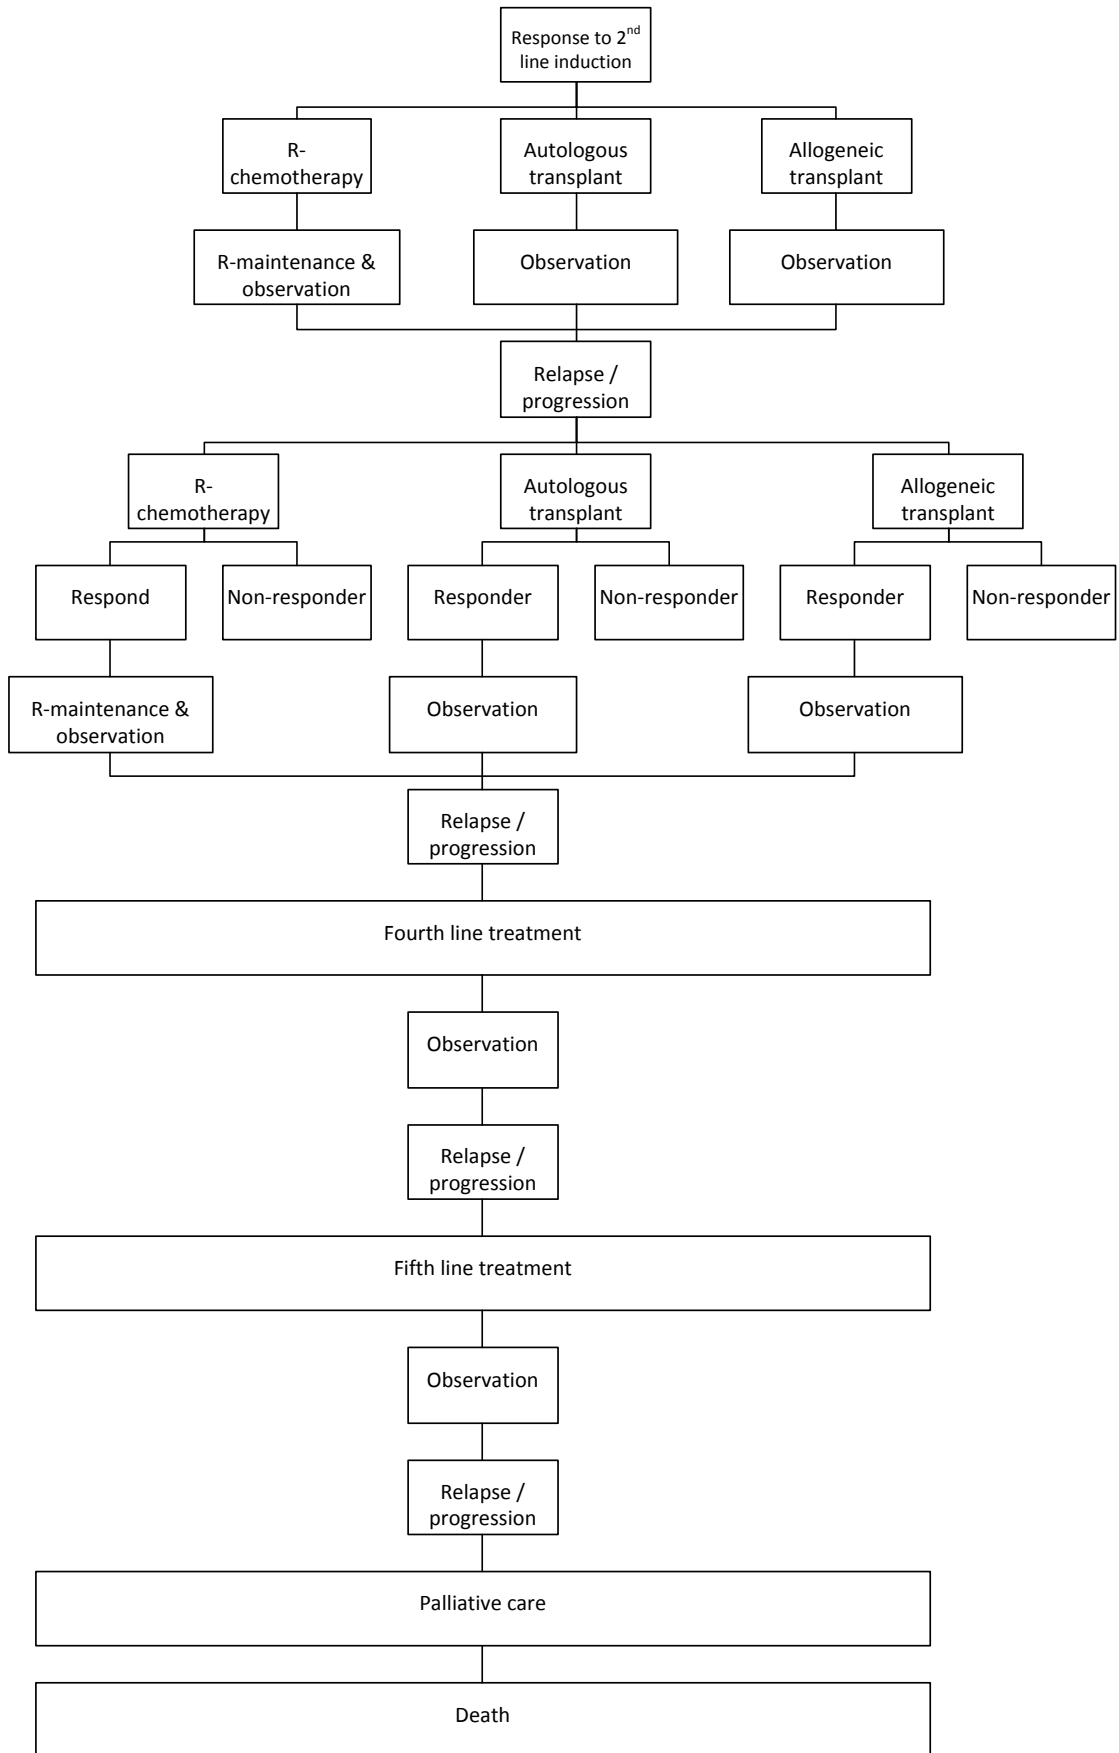 Response to 2nd
line induction
R-
chemotherapy
Autologous
transplant
Allogeneic
transplant
R-maintenance &
observation
Observation
Observation
Relapse /
progression
R-
chemotherapy
Autologous
transplant
Allogeneic
transplant
Respond
Non-responder
Responder
Non-responder
Responder
Non-responder
R-maintenance &
observation
Observation
Observation
Relapse /
progression
Fourth line treatment
Observation
Relapse /
progression
Fifth line treatment
Observation
Relapse /
progression
Palliative care
Death